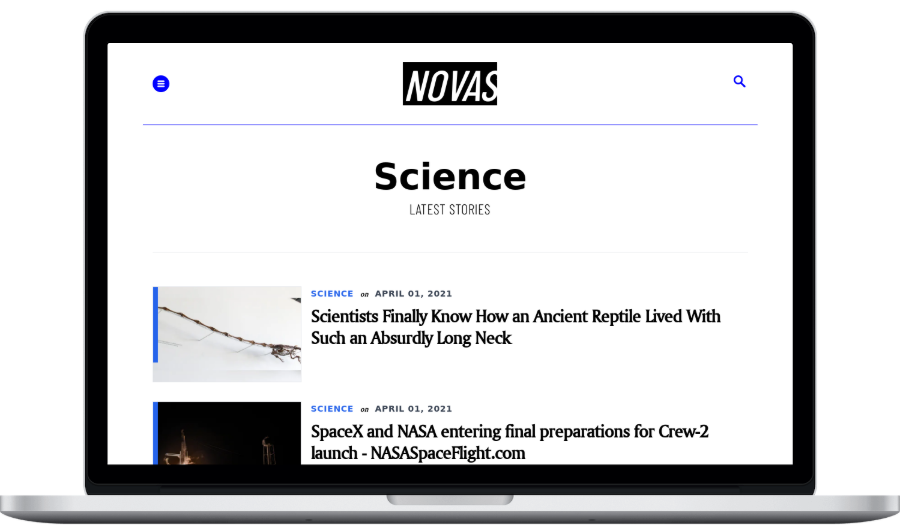 NOVAS
Science
LATEST STORIES
SCIENCE on APRIL 01, 2021
Scientists Finally Know How an Ancient Reptile Lived With
Such an Absurdly Long Neck
SCIENCE on APRIL 01, 2021
SpaceX and NASA entering final preparations for Crew-2
launch - NASASpaceFlight.com